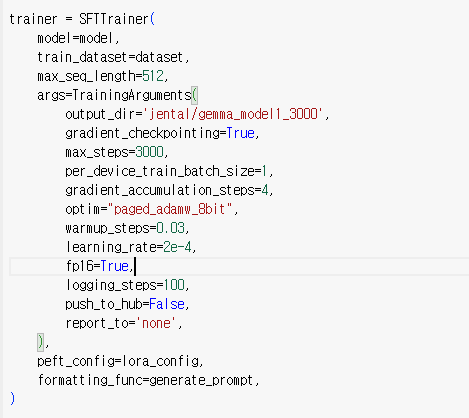 trainer = SFTTrainer(
    model=model,
    train_dataset=dataset,
    max_seq_length=512,
    args=TrainingArguments(
        output_dir='jental/gemma_model1_3000',
        gradient_checkpointing=True,
        max_steps=3000,
        per_device_train_batch_size=1,
        gradient_accumulation_steps=4,
        optim="paged_adamw_8bit",
        warmup_steps=0.03,
        learning_rate=2e-4,
        fp16=True,
        logging_steps=100,
        push_to_hub=False,
        report_to='none',
    ),
    peft_config=lora_config,
    formatting_func=generate_prompt,
)